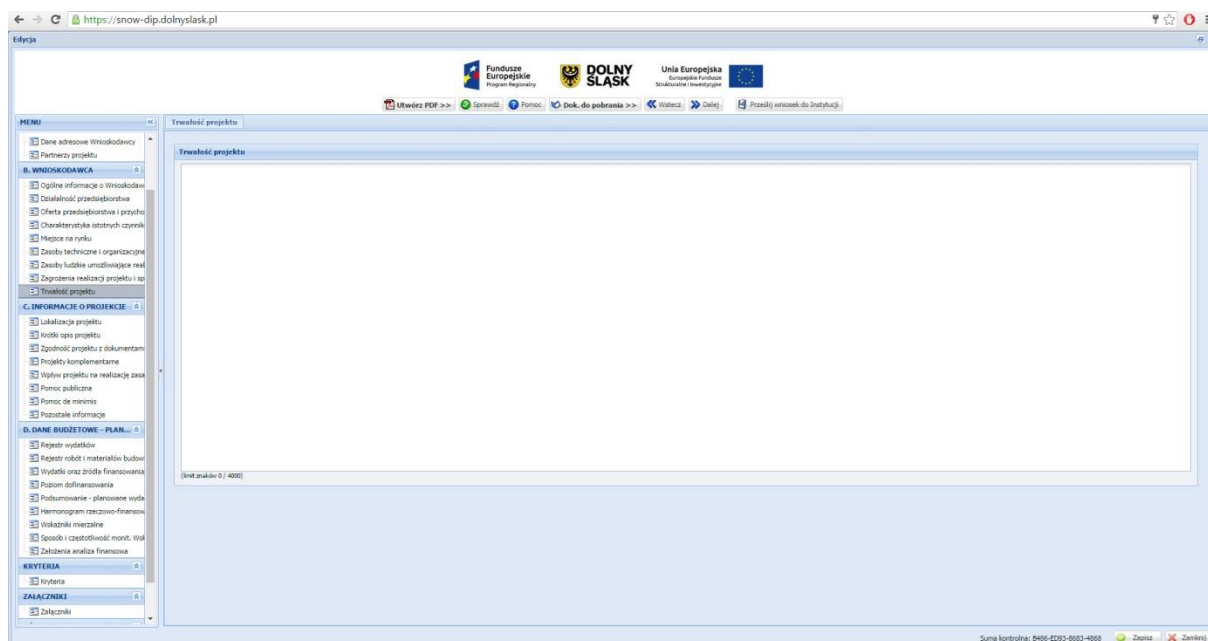 https://snow-dip.dolnyslask.pl
Edycja
Fundusze
Europejskie
Program Regionalny
DOLNY
ŚLĄSK
Unia Europejska
Europejskie Fundusze
Strukturalne i Inwestycyjne
Utwórz PDF >> Sprawdź Pomoc Dok. do pobrania >> Wstecz Dalej Prześlij wniosek do Instytucji
MENU
Dane adresowe Wnioskodawcy
Partnerzy projektu
B. WNIOSKODAWCA
Ogólne informacje o Wnioskodaw
Działalność przedsiębiorstwa
Oferta przedsiębiorstwa i przycho
Charakterystyka istotnych czynnik
Miejsce na rynku
Zasoby techniczne i organizacyjne
Zasoby ludzkie umożliwiające real
Zagrożenia realizacji projektu i sp
Trwałość projektu
C. INFORMACJE O PROJEKCIE
Lokalizacja projektu
Krótki opis projektu
Zgodność projektu z dokumentam
Projekty komplementarne
Wpływ projektu na realizację zasa
Pomoc publiczna
Pomoc de minimis
Pozostałe informacje
D. DANE BUDŻETOWE - PLAN...
Rejestr wydatków
Rejestr robót i materiałów budow
Wydatki oraz źródła finansowania
Poziom dofinansowania
Podsumowanie - planowane wyda
Harmonogram rzeczowo-finansow
Wskaźniki mierzalne
Sposób i częstotliwość monit. Wsk
Założenia analiza finansowa
KRYTERIA
Kryteria
ZAŁĄCZNIKI
Załączniki
Trwałość projektu
Trwałość projektu
(limit znaków 0 / 4000)
Suma kontrolna: B486-ED93-8683-4868 Zapisz Zamknij